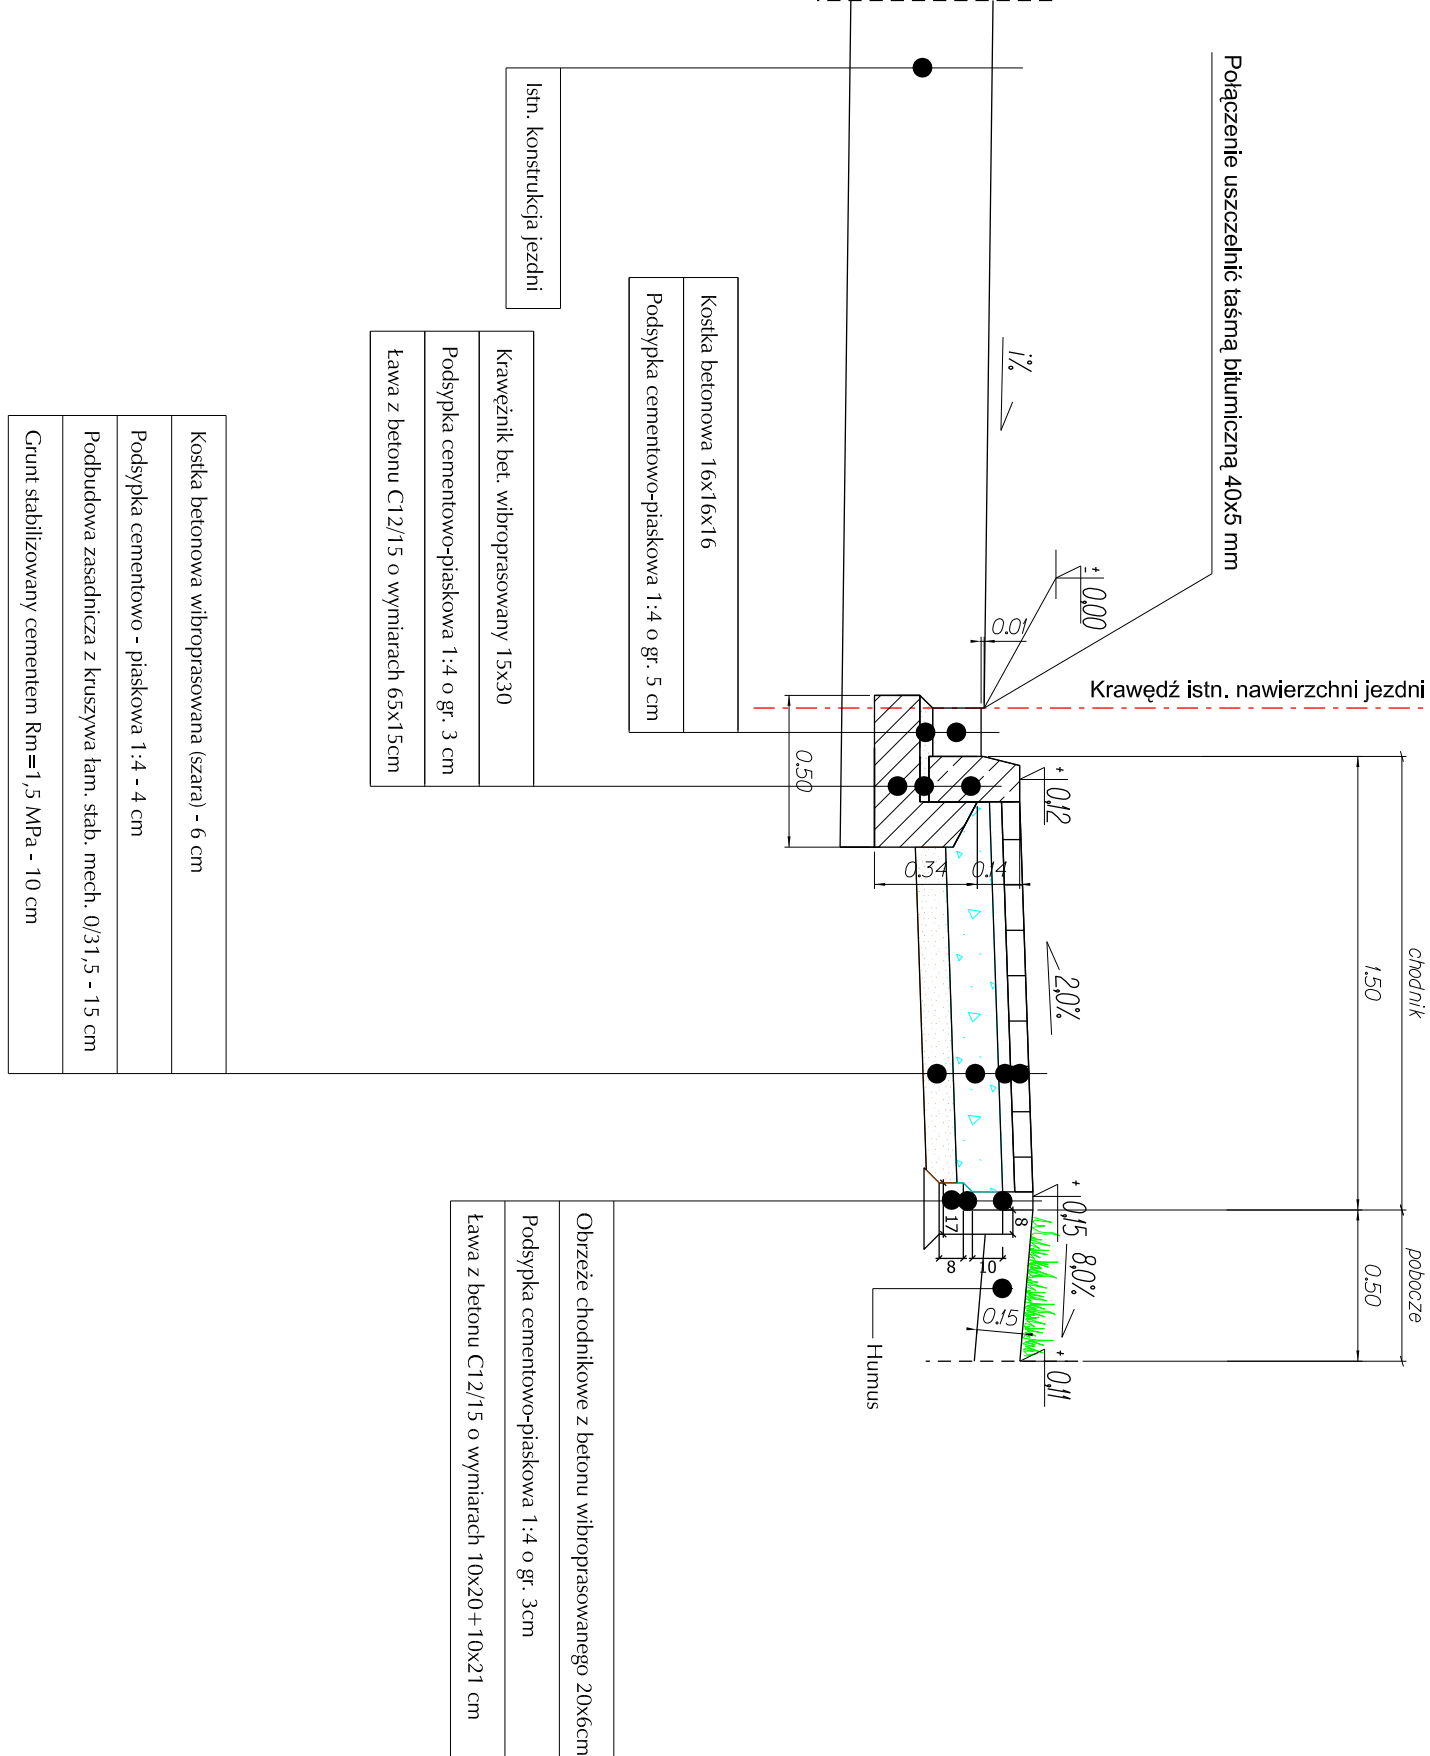 Połączenie uszczelnić taśmą bitumiczną 40x5 mm
Krawędź istn. nawierzchni jezdni
chodnik
pobocze
1.50
0.50
i%
± 0,00
0.01
+ 0,12
2,0%
+ 0,15
8,0%
+ 0,11
0.50
0.34
0.14
8
17
8
10
0.15
Humus
Istn. konstrukcja jezdni
Kostka betonowa 16x16x16
Podsypka cementowo-piaskowa 1:4 o gr. 5 cm
Krawężnik bet. wibroprasowany 15x30
Podsypka cementowo-piaskowa 1:4 o gr. 3 cm
Ława z betonu C12/15 o wymiarach 65x15cm
Kostka betonowa wibroprasowana (szara) - 6 cm
Podsypka cementowo - piaskowa 1:4 - 4 cm
Podbudowa zasadnicza z kruszywa łam. stab. mech. 0/31,5 - 15 cm
Grunt stabilizowany cementem Rm=1,5 MPa - 10 cm
Obrzeże chodnikowe z betonu wibroprasowanego 20x6cm
Podsypka cementowo-piaskowa 1:4 o gr. 3cm
Ława z betonu C12/15 o wymiarach 10x20+10x21 cm